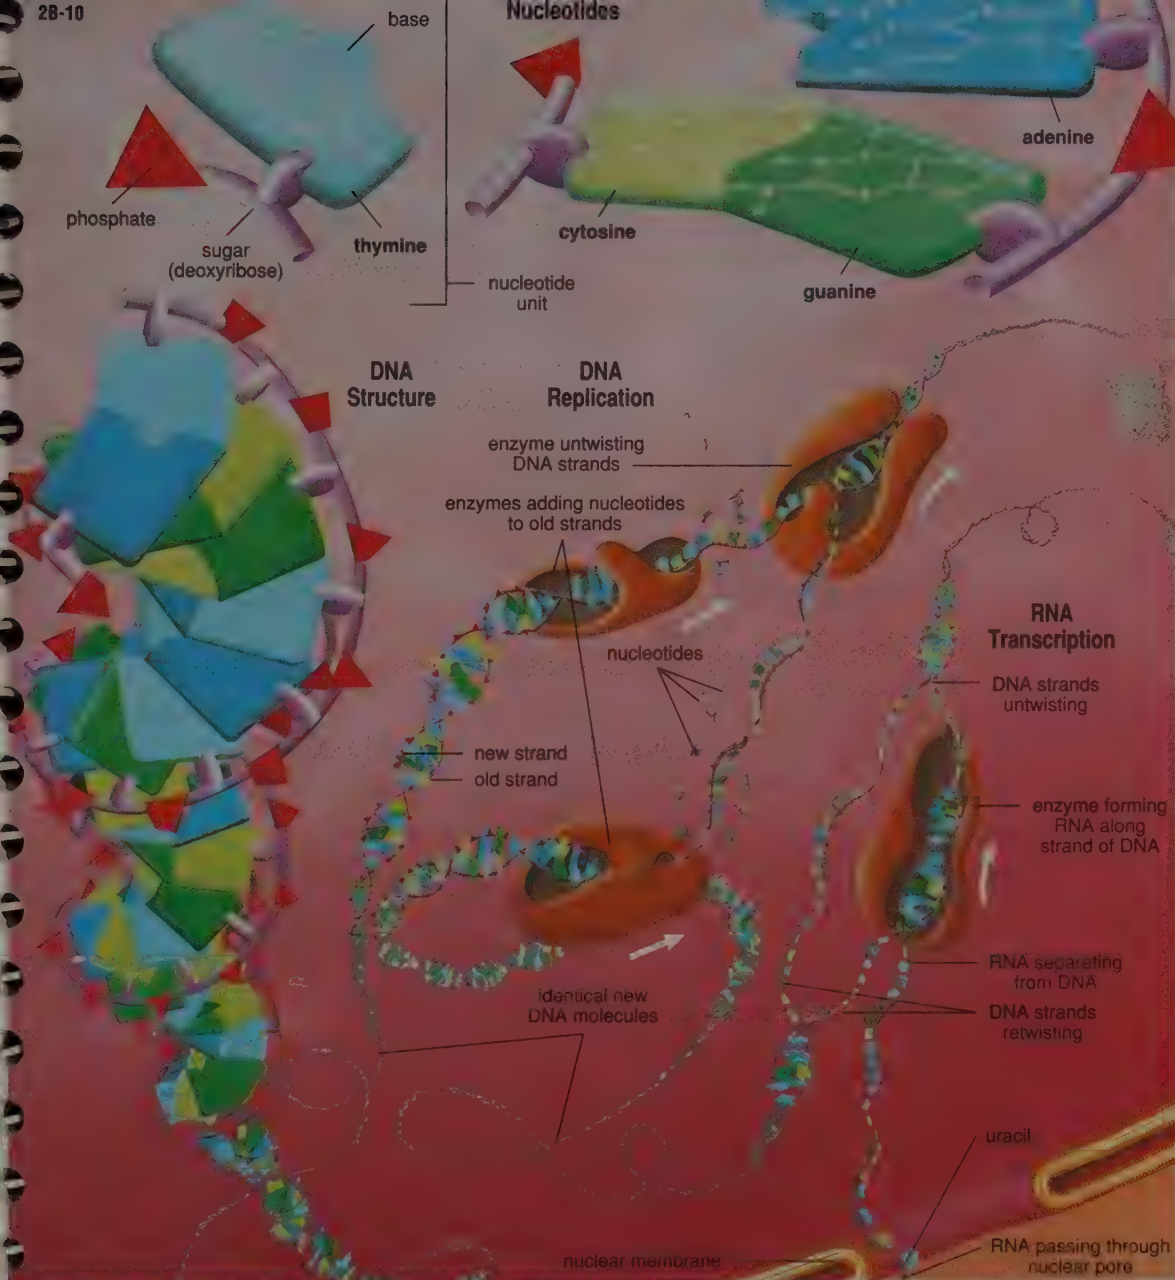 2B-10
base
Nucleotides
adenine
phosphate
sugar
(deoxyribose)
thymine
cytosine
guanine
nucleotide
unit
DNA
Structure
DNA
Replication
enzyme untwisting
DNA strands
enzymes adding nucleotides
to old strands
nucleotides
new strand
old strand
identical new
DNA molecules
RNA
Transcription
DNA strands
untwisting
enzyme forming
RNA along
strand of DNA
RNA separating
from DNA
DNA strands
retwisting
uracil
nuclear membrane
RNA passing through
nuclear pore